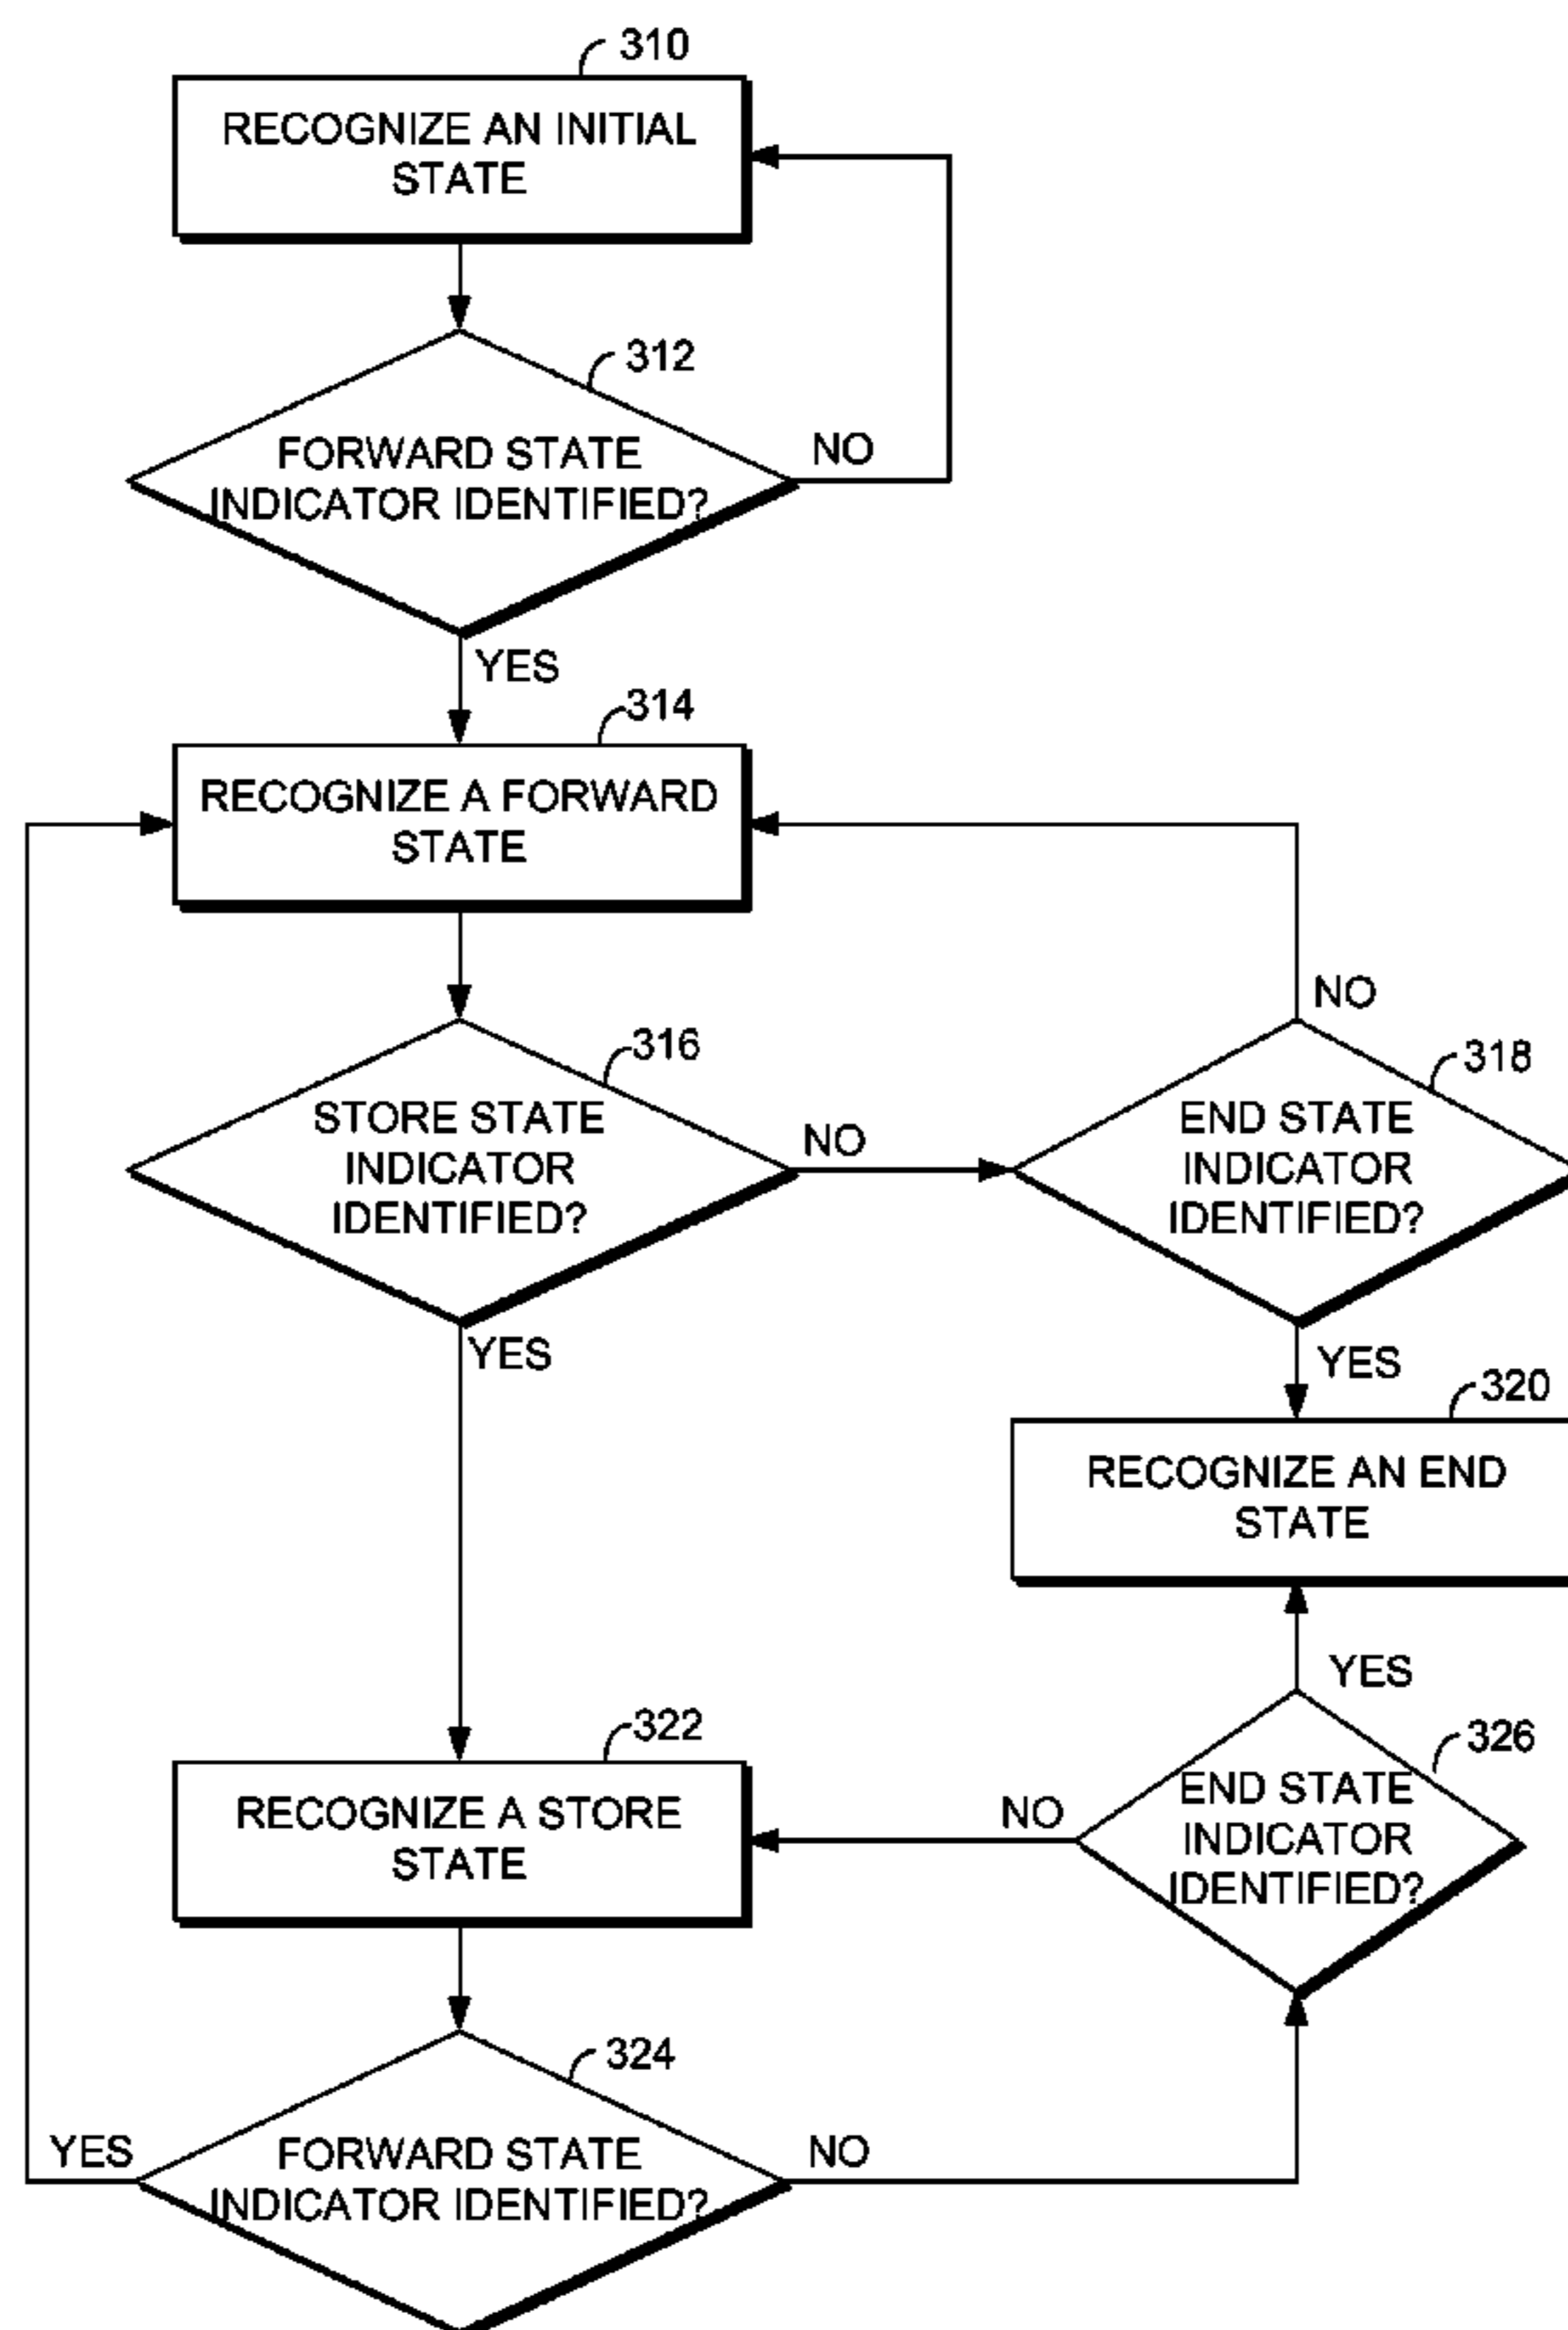 310
RECOGNIZE AN INITIAL
STATE
312
FORWARD STATE
INDICATOR IDENTIFIED?
NO
YES
314
RECOGNIZE A FORWARD
STATE
NO
316
STORE STATE
INDICATOR
IDENTIFIED?
NO
318
END STATE
INDICATOR
IDENTIFIED?
YES
YES
320
RECOGNIZE AN END
STATE
YES
322
RECOGNIZE A STORE
STATE
NO
326
END STATE
INDICATOR
IDENTIFIED?
324
YES
FORWARD STATE
INDICATOR IDENTIFIED?
NO